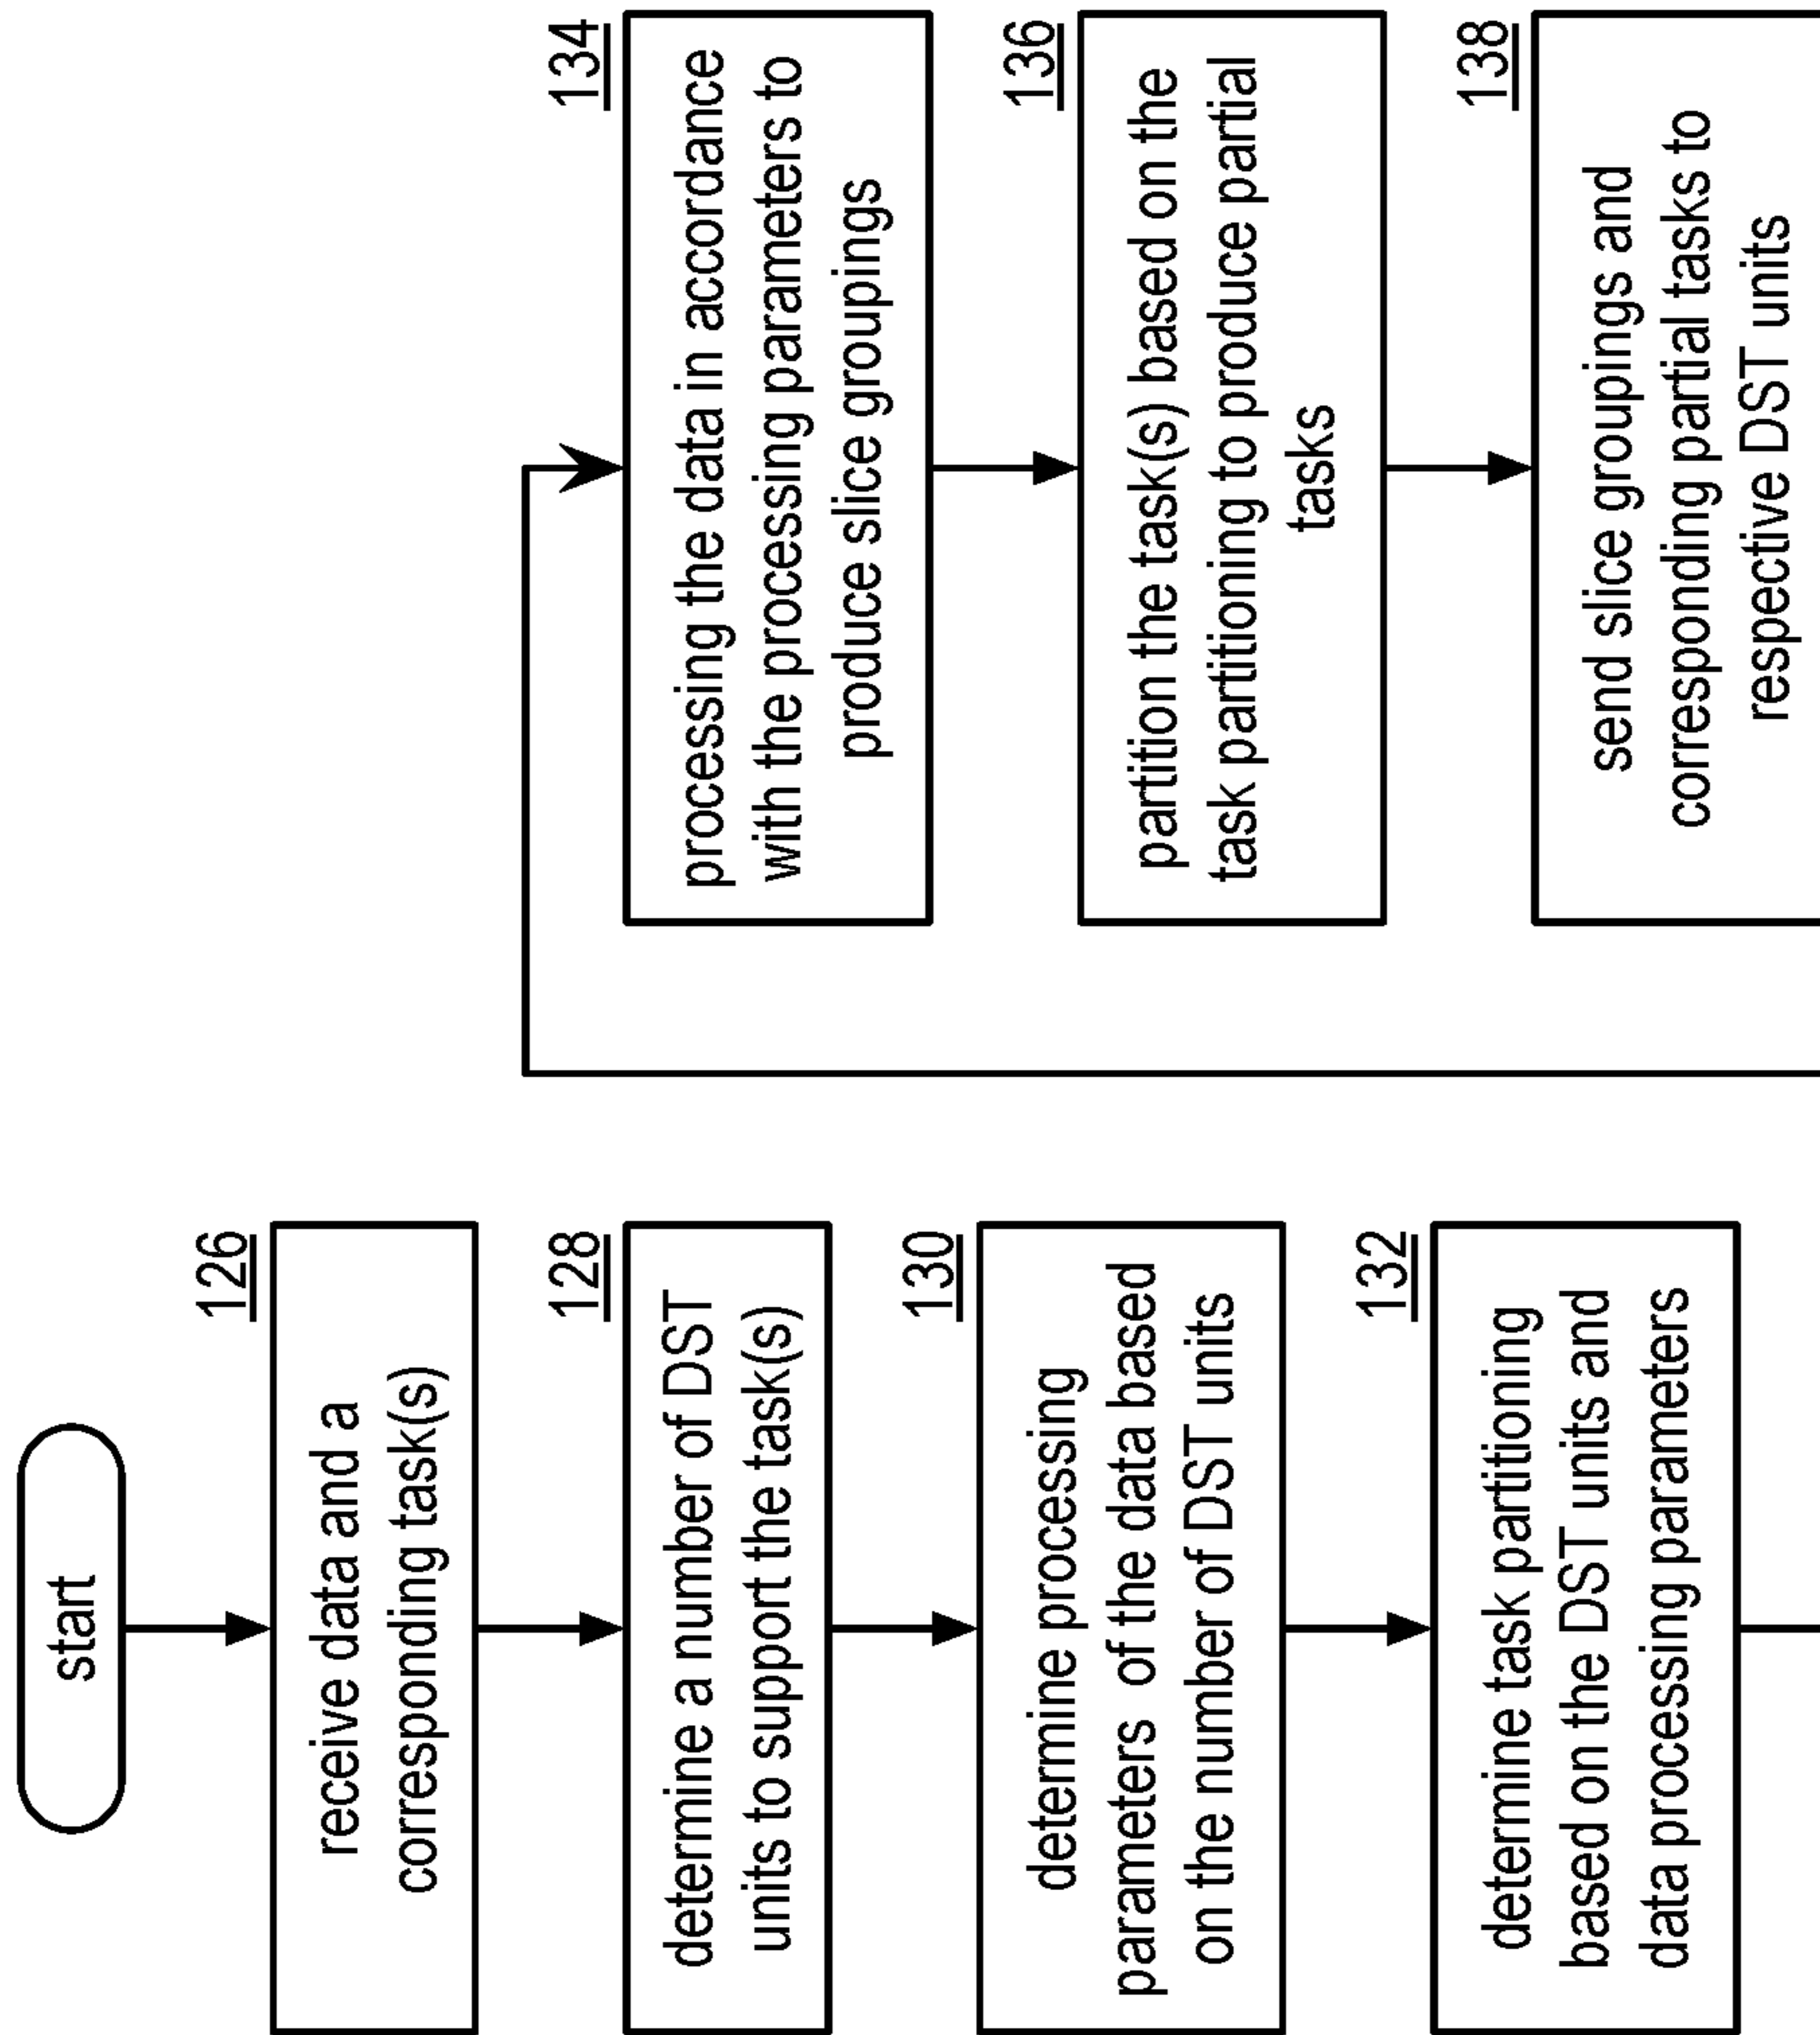 start
126
receive data and a
corresponding task(s)
128
determine a number of DST
units to support the task(s)
130
determine processing
parameters of the data based
on the number of DST units
132
determine task partitioning
based on the DST units and
data processing parameters
134
processing the data in accordance
with the processing parameters to
produce slice groupings
136
partition the task(s) based on the
task partitioning to produce partial
tasks
138
send slice groupings and
corresponding partial tasks to
respective DST units